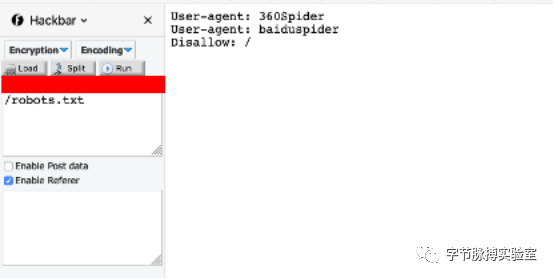 Hackbar
Encryption
Encoding
Load
Split
Run
/robots.txt
Enable Post data
Enable Referer
User-agent: 360Spider
User-agent: baiduspider
Disallow: /
字节脉搏实验室